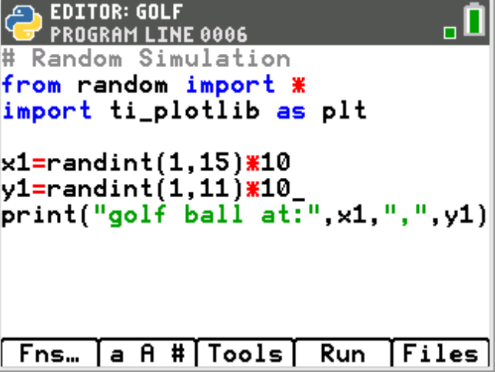 EDITOR: GOLF
PROGRAM LINE 0006
# Random Simulation
from random import *
import ti_plotlib as plt
x1=randint(1,15)*10
y1=randint(1,11)*10_
print("golf ball at:",x1,",",y1)
Fns… a A # Tools Run Files